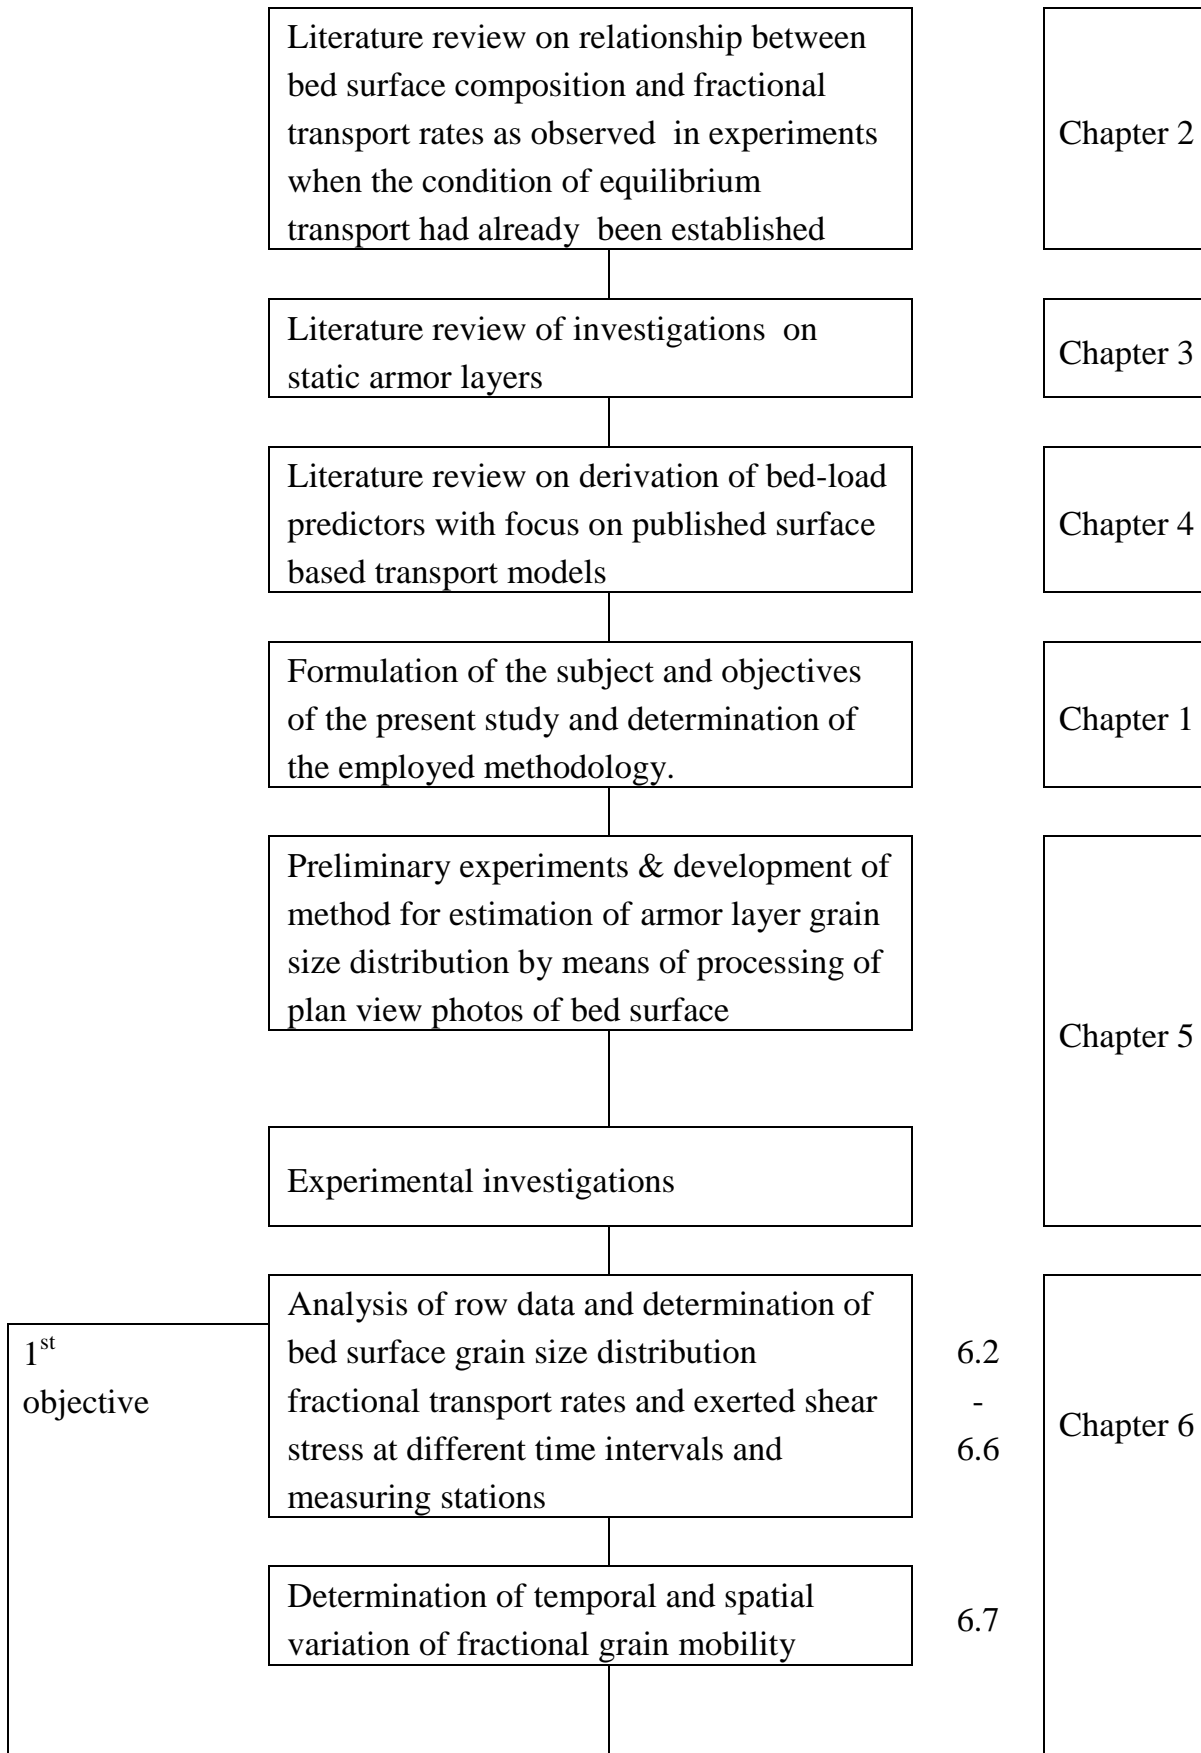 Literature review on relationship between
bed surface composition and fractional
transport rates as observed in experiments
when the condition of equilibrium
transport had already been established
Chapter 2
Literature review of investigations on
static armor layers
Chapter 3
Literature review on derivation of bed-load
predictors with focus on published surface
based transport models
Chapter 4
Formulation of the subject and objectives
of the present study and determination of
the employed methodology.
Chapter 1
Preliminary experiments & development of
method for estimation of armor layer grain
size distribution by means of processing of
plan view photos of bed surface
Chapter 5
Experimental investigations
1st
objective
Analysis of row data and determination of
bed surface grain size distribution
fractional transport rates and exerted shear
stress at different time intervals and
measuring stations
6.2
-
6.6
Chapter 6
Determination of temporal and spatial
variation of fractional grain mobility
6.7